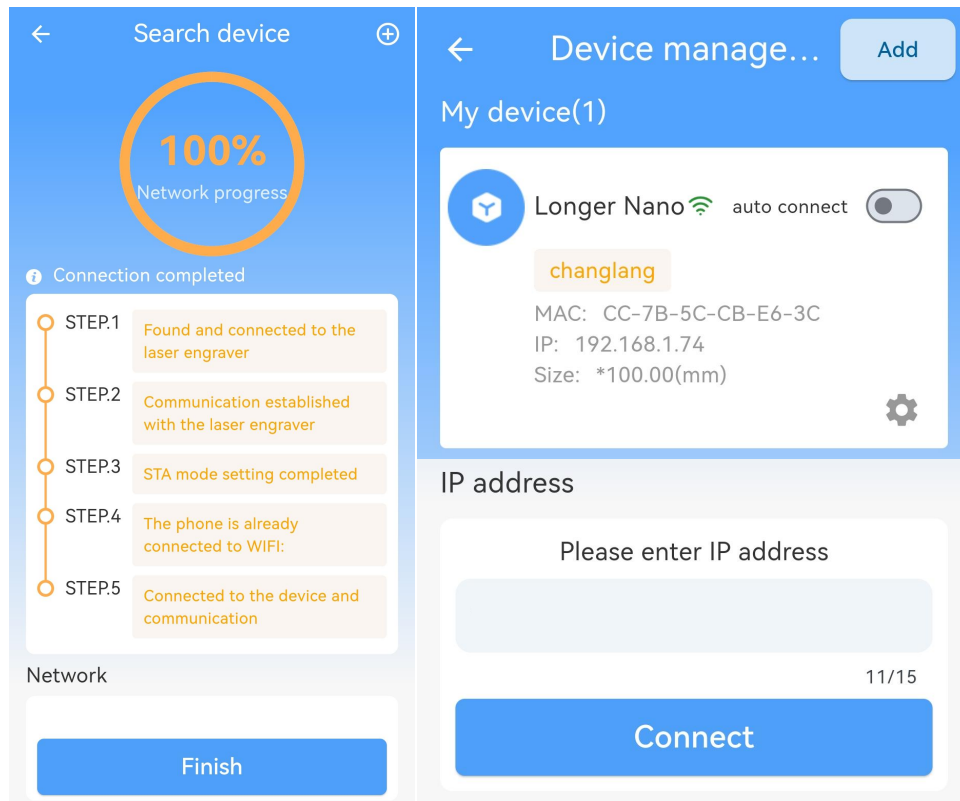 Search device
100%
Network progress
Connection completed
STEP.1
Found and connected to the
laser engraver
STEP.2
Communication established
with the laser engraver
STEP.3
STA mode setting completed
STEP.4
The phone is already
connected to WIFI:
STEP.5
Connected to the device and
communication
Network
Finish
Device manage...
Add
My device(1)
Longer Nano
auto connect
changlang
MAC: CC-7B-5C-CB-E6-3C
IP: 192.168.1.74
Size: *100.00(mm)
IP address
Please enter IP address
11/15
Connect